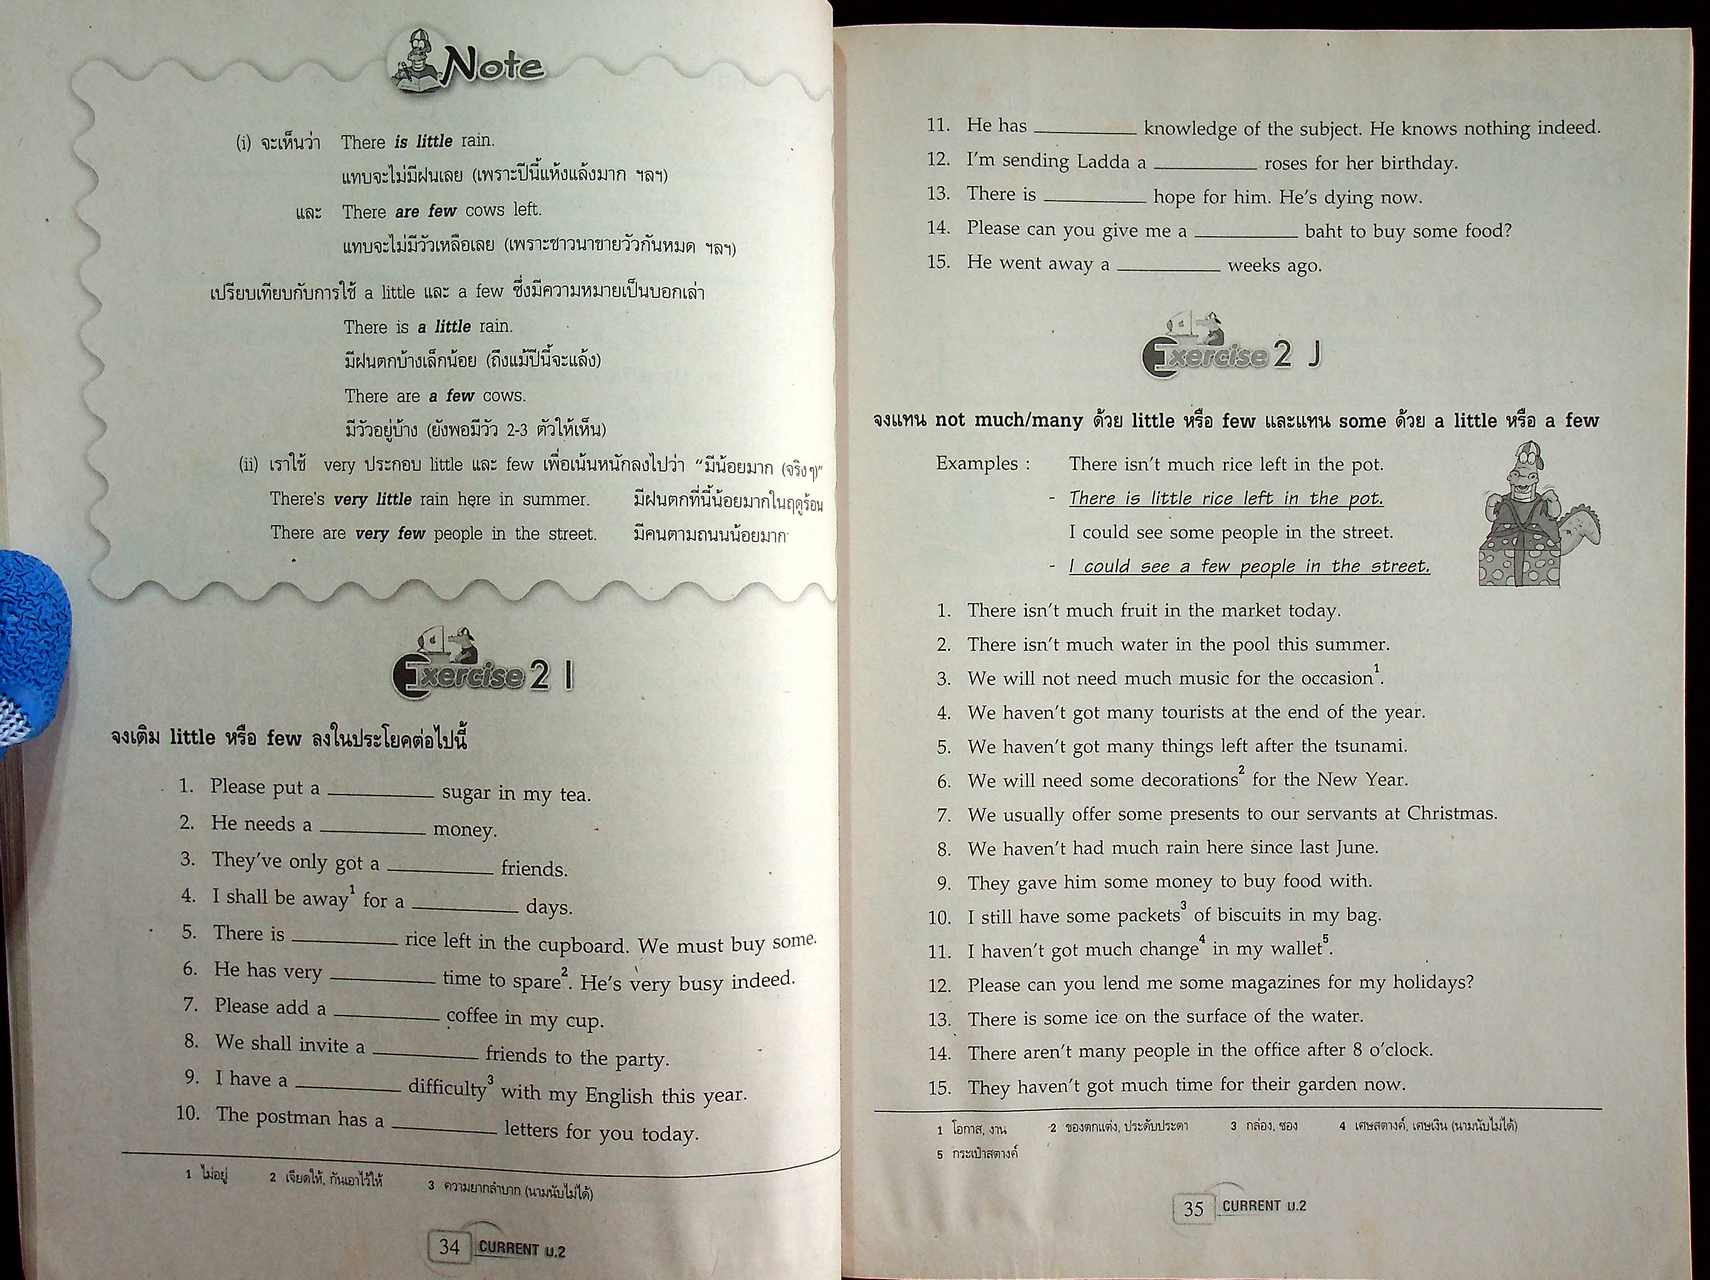 Note
(i) จะเห็นว่า There is little rain.
แทบจะไม่มีฝนเลย (เพราะปีนี้แห้งแล้งมาก ฯลฯ)
และ There are few cows left.
แทบจะไม่มีวัวเหลือเลย (เพราะชาวนาขายวัวกันหมด ฯลฯ)
เปรียบเทียบกับการใช้ a little และ a few ซึ่งมีความหมายเป็นบอกเล่า
There is a little rain.
มีฝนตกบ้างเล็กน้อย (ถึงแม้ปีนี้จะแล้ง)
There are a few cows.
มีวัวอยู่บ้าง (ยังพอมีวัว 2-3 ตัวให้เห็น)
(ii) เราใช้ very ประกอบ little และ few เพื่อเน้นหนักลงไปว่า "มีน้อยมาก (จริงๆ)"
There's very little rain here in summer. มีฝนตกที่นี้น้อยมากในฤดูร้อน
There are very few people in the street. มีคนตามถนนน้อยมาก
Exercise 2 I
จงเติม little หรือ few ลงในประโยคต่อไปนี้
1. Please put a __________ sugar in my tea.
2. He needs a __________ money.
3. They've only got a __________ friends.
4. I shall be away1 for a __________ days.
5. There is __________ rice left in the cupboard. We must buy some.
6. He has very __________ time to spare2. He's very busy indeed.
7. Please add a __________ coffee in my cup.
8. We shall invite a __________ friends to the party.
9. I have a __________ difficulty3 with my English this year.
10. The postman has a __________ letters for you today.
1 ไม่อยู่ 2 เจียดให้, กันเอาไว้ให้ 3 ความยากลำบาก (นามนับไม่ได้)
34 CURRENT ม.2
11. He has __________ knowledge of the subject. He knows nothing indeed.
12. I'm sending Ladda a __________ roses for her birthday.
13. There is __________ hope for him. He's dying now.
14. Please can you give me a __________ baht to buy some food?
15. He went away a __________ weeks ago.
Exercise 2 J
จงแทน not much/many ด้วย little หรือ few และแทน some ด้วย a little หรือ a few
Examples : There isn't much rice left in the pot.
- There is little rice left in the pot.
I could see some people in the street.
- I could see a few people in the street.
1. There isn't much fruit in the market today.
2. There isn't much water in the pool this summer.
3. We will not need much music for the occasion1.
4. We haven't got many tourists at the end of the year.
5. We haven't got many things left after the tsunami.
6. We will need some decorations2 for the New Year.
7. We usually offer some presents to our servants at Christmas.
8. We haven't had much rain here since last June.
9. They gave him some money to buy food with.
10. I still have some packets3 of biscuits in my bag.
11. I haven't got much change4 in my wallet5.
12. Please can you lend me some magazines for my holidays?
13. There is some ice on the surface of the water.
14. There aren't many people in the office after 8 o'clock.
15. They haven't got much time for their garden now.
1 โอกาส, งาน 2 ของตกแต่ง, ประดับประดา 3 กล่อง, ซอง 4 เศษสตางค์, เศษเงิน (นามนับไม่ได้)
5 กระเป๋าสตางค์
35 CURRENT ม.2